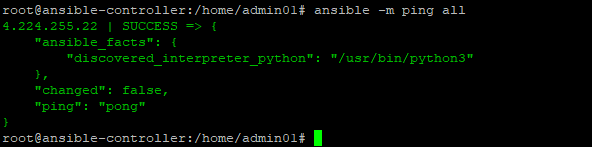 root@ansible-controller:/home/admin01# ansible -m ping all
4.224.255.22 | SUCCESS => {
    "ansible_facts": {
        "discovered_interpreter_python": "/usr/bin/python3"
    },
    "changed": false,
    "ping": "pong"
}
root@ansible-controller:/home/admin01#